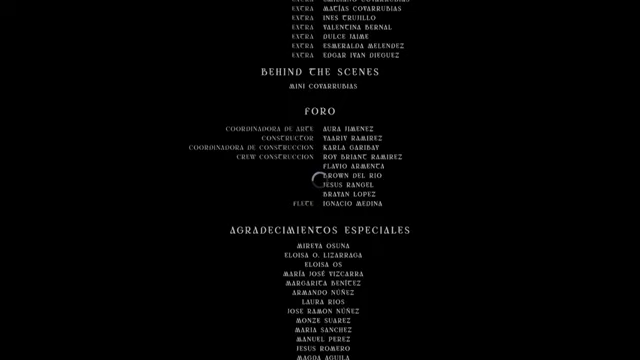 EXTRA MATÍAS COVARRUBIAS
EXTRA INES TRUJILLO
EXTRA VALENTINA BERNAL
EXTRA DULCE JAIME
EXTRA ESMERALDA MELENDEZ
EXTRA EDGAR IVAN DIEGUEZ
BEHIND THE SCENES
MINI COVARRUBIAS
FORO
COORDINADORA DE ARTE AURA JIMENEZ
CONSTRUCTOR YAARIV RAMIREZ
COORDINADORA DE CONSTRUCCION KARLA GARIBAY
CREW CONSTRUCCION ROY BRIANT RAMIREZ
FLAVIO ARMENTA
BROWN DEL RIO
JESUS RANGEL
BRAYAN LOPEZ
FLETE IGNACIO MEDINA
AGRADECIMIENTOS ESPECIALES
MIREYA OSUNA
ELOISA O. LIZARRAGA
ELOISA OS
MARÍA JOSÉ VIZCARRA
MARGARITA BENÍTEZ
ARMANDO NÚÑEZ
LAURA RIOS
JOSE RAMON NÚÑEZ
MONZE SUAREZ
MARIA SANCHEZ
MANUEL PEREZ
JESUS ROMERO
MAGDA AGUILA